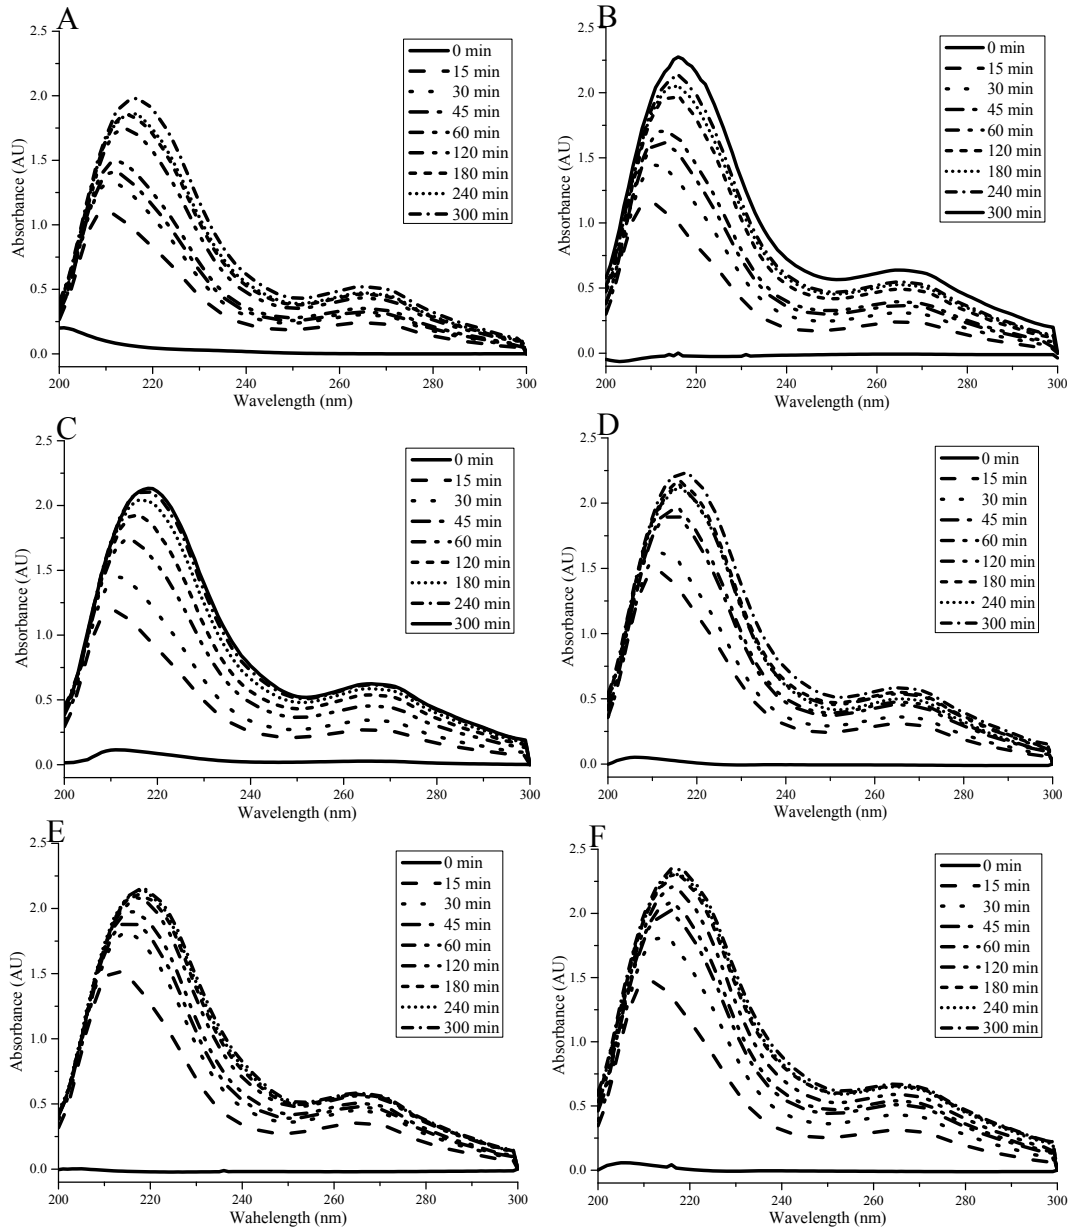 A
Absorbance (AU)
2.5
2.0
1.5
1.0
0.5
0.0
200
220
240
260
280
300
Wavelength (nm)
0 min
15 min
30 min
45 min
60 min
120 min
180 min
240 min
300 min
B
Absorbance (AU)
2.5
2.0
1.5
1.0
0.5
0.0
200
220
240
260
280
300
Wavelength (nm)
0 min
15 min
30 min
45 min
60 min
120 min
180 min
240 min
300 min
C
Absorbance (AU)
2.5
2.0
1.5
1.0
0.5
0.0
200
220
240
260
280
300
Wavelength (nm)
0 min
15 min
30 min
45 min
60 min
120 min
180 min
240 min
300 min
D
Absorbance (AU)
2.5
2.0
1.5
1.0
0.5
0.0
200
220
240
260
280
300
Wavelength (nm)
0 min
15 min
30 min
45 min
60 min
120 min
180 min
240 min
300 min
E
Absorbance (AU)
2.5
2.0
1.5
1.0
0.5
0.0
200
220
240
260
280
300
Wahelength (nm)
0 min
15 min
30 min
45 min
60 min
120 min
180 min
240 min
300 min
F
Absorbance (AU)
2.5
2.0
1.5
1.0
0.5
0.0
200
220
240
260
280
300
Wavelength (nm)
0 min
15 min
30 min
45 min
60 min
120 min
180 min
240 min
300 min